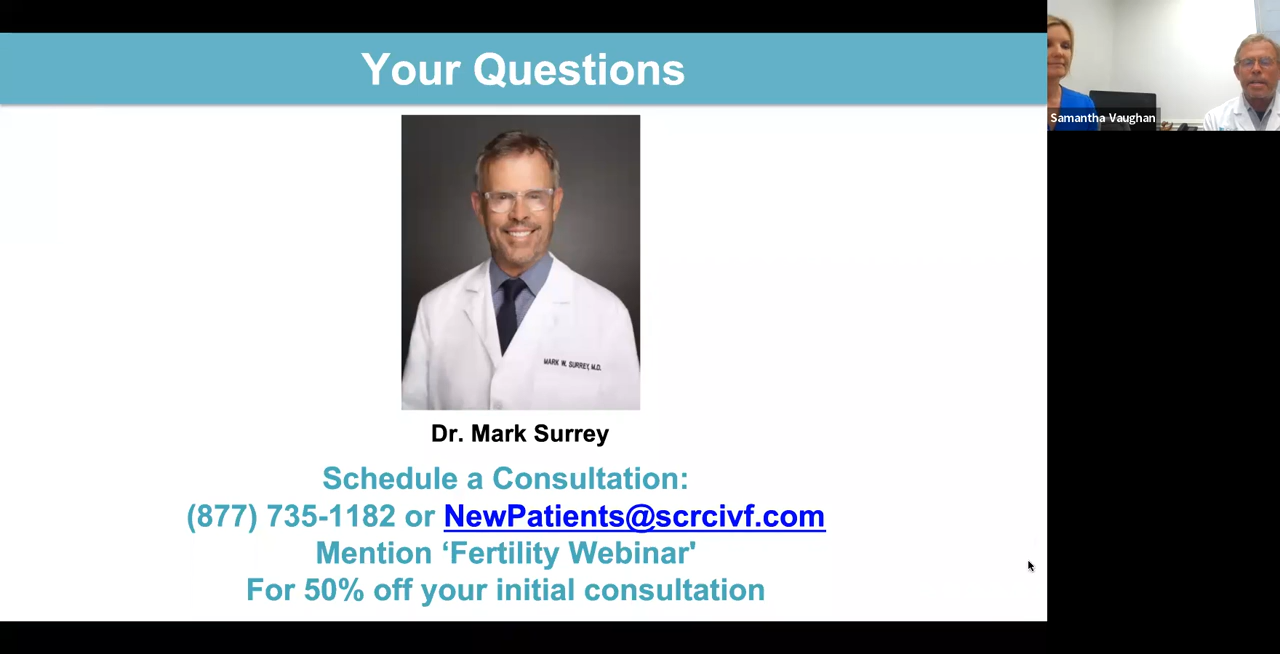 Your Questions
Samantha Vaughan
MARK W. SURREY, M.D.
Dr. Mark Surrey
Schedule a Consultation:
(877) 735-1182 or NewPatients@scrcivf.com
Mention ‘Fertility Webinar'
For 50% off your initial consultation